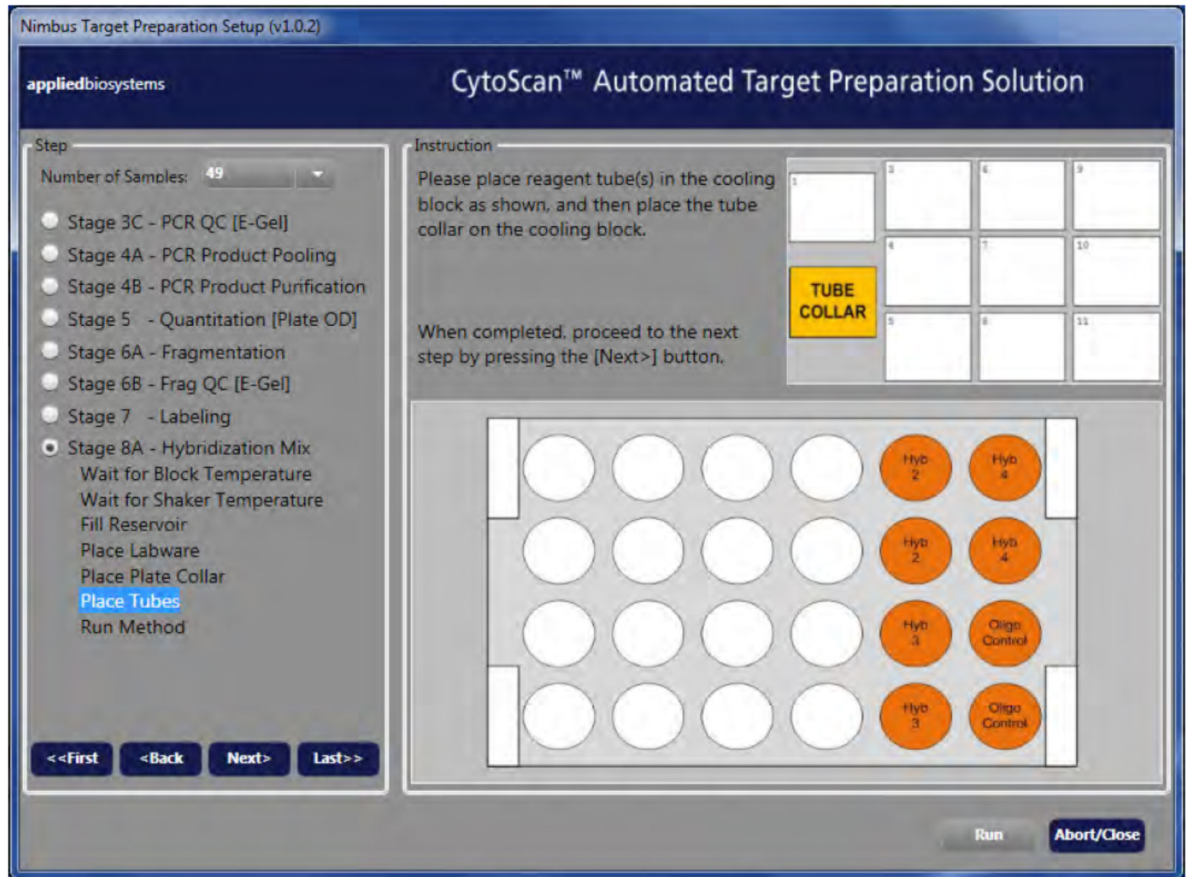 Nimbus Target Preparation Setup (v1.0.2)
appliedbiosystems
CytoScan™ Automated Target Preparation Solution
Step
Number of Samples: 49
Stage 3C - PCR QC [E-Gel]
Stage 4A - PCR Product Pooling
Stage 4B - PCR Product Purification
Stage 5 - Quantitation [Plate OD]
Stage 6A - Fragmentation
Stage 6B - Frag QC [E-Gel]
Stage 7 - Labeling
Stage 8A - Hybridization Mix
Wait for Block Temperature
Wait for Shaker Temperature
Fill Reservoir
Place Labware
Place Plate Collar
Place Tubes
Run Method
<<First <Back Next> Last>>
Instruction
Please place reagent tube(s) in the cooling
block as shown, and then place the tube
collar on the cooling block.
When completed, proceed to the next
step by pressing the [Next>] button.
1 3 6 9
4 7 10
TUBE
COLLAR
5 8 11
Hyb
2
Hyb
4
Hyb
2
Hyb
4
Hyb
3
Oligo
Control
Hyb
3
Oligo
Control
Run Abort/Close